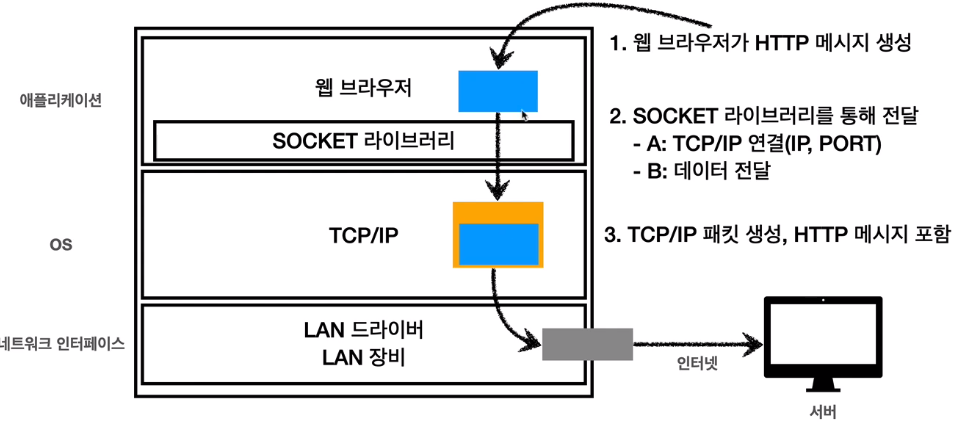 1. 웹 브라우저가 HTTP 메시지 생성
애플리케이션
웹 브라우저
SOCKET 라이브러리
2. SOCKET 라이브러리를 통해 전달
- A: TCP/IP 연결(IP, PORT)
- B: 데이터 전달
OS
TCP/IP
3. TCP/IP 패킷 생성, HTTP 메시지 포함
네트워크 인터페이스
LAN 드라이버
LAN 장비
인터넷
서버